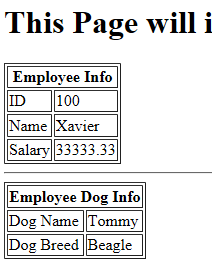 This Page will i
Employee Info
ID 100
Name Xavier
Salary 33333.33
Employee Dog Info
Dog Name Tommy
Dog Breed Beagle